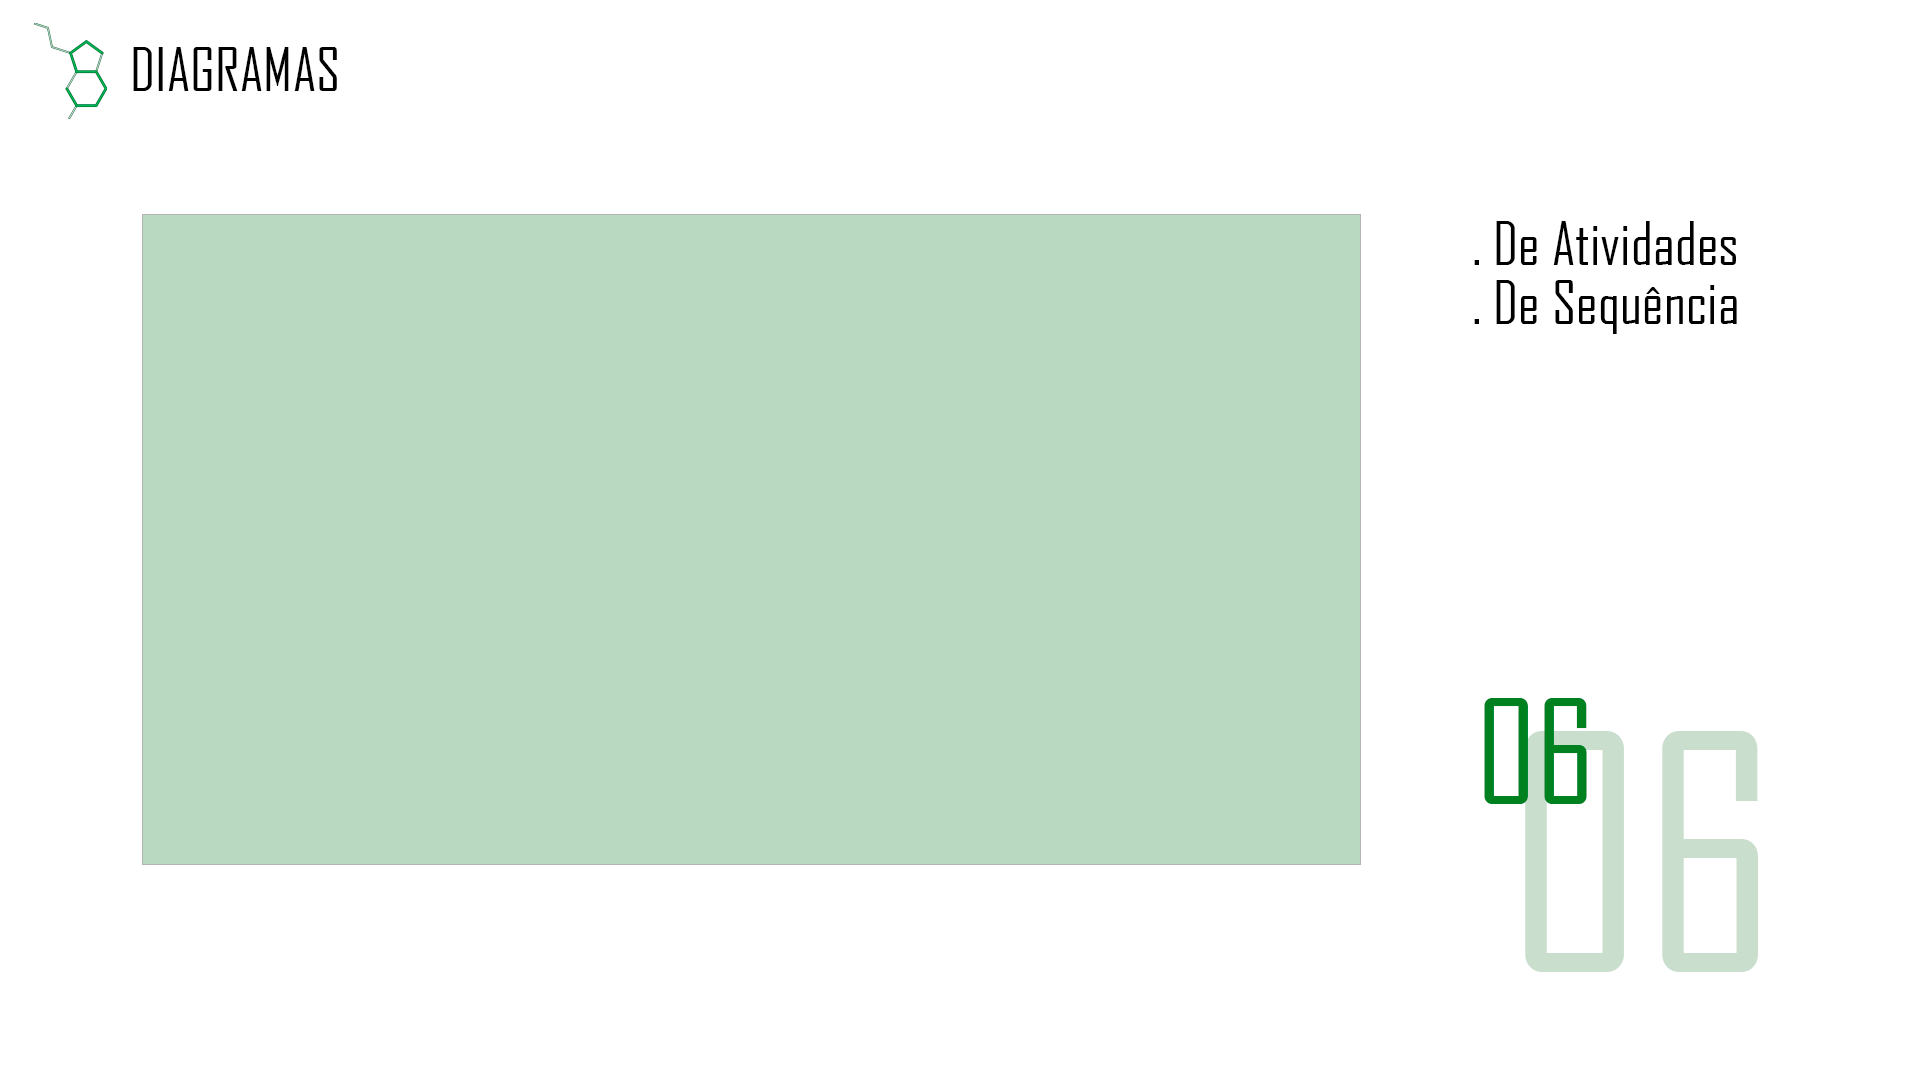 DIAGRAMAS
. De Atividades
. De Sequência
06
06